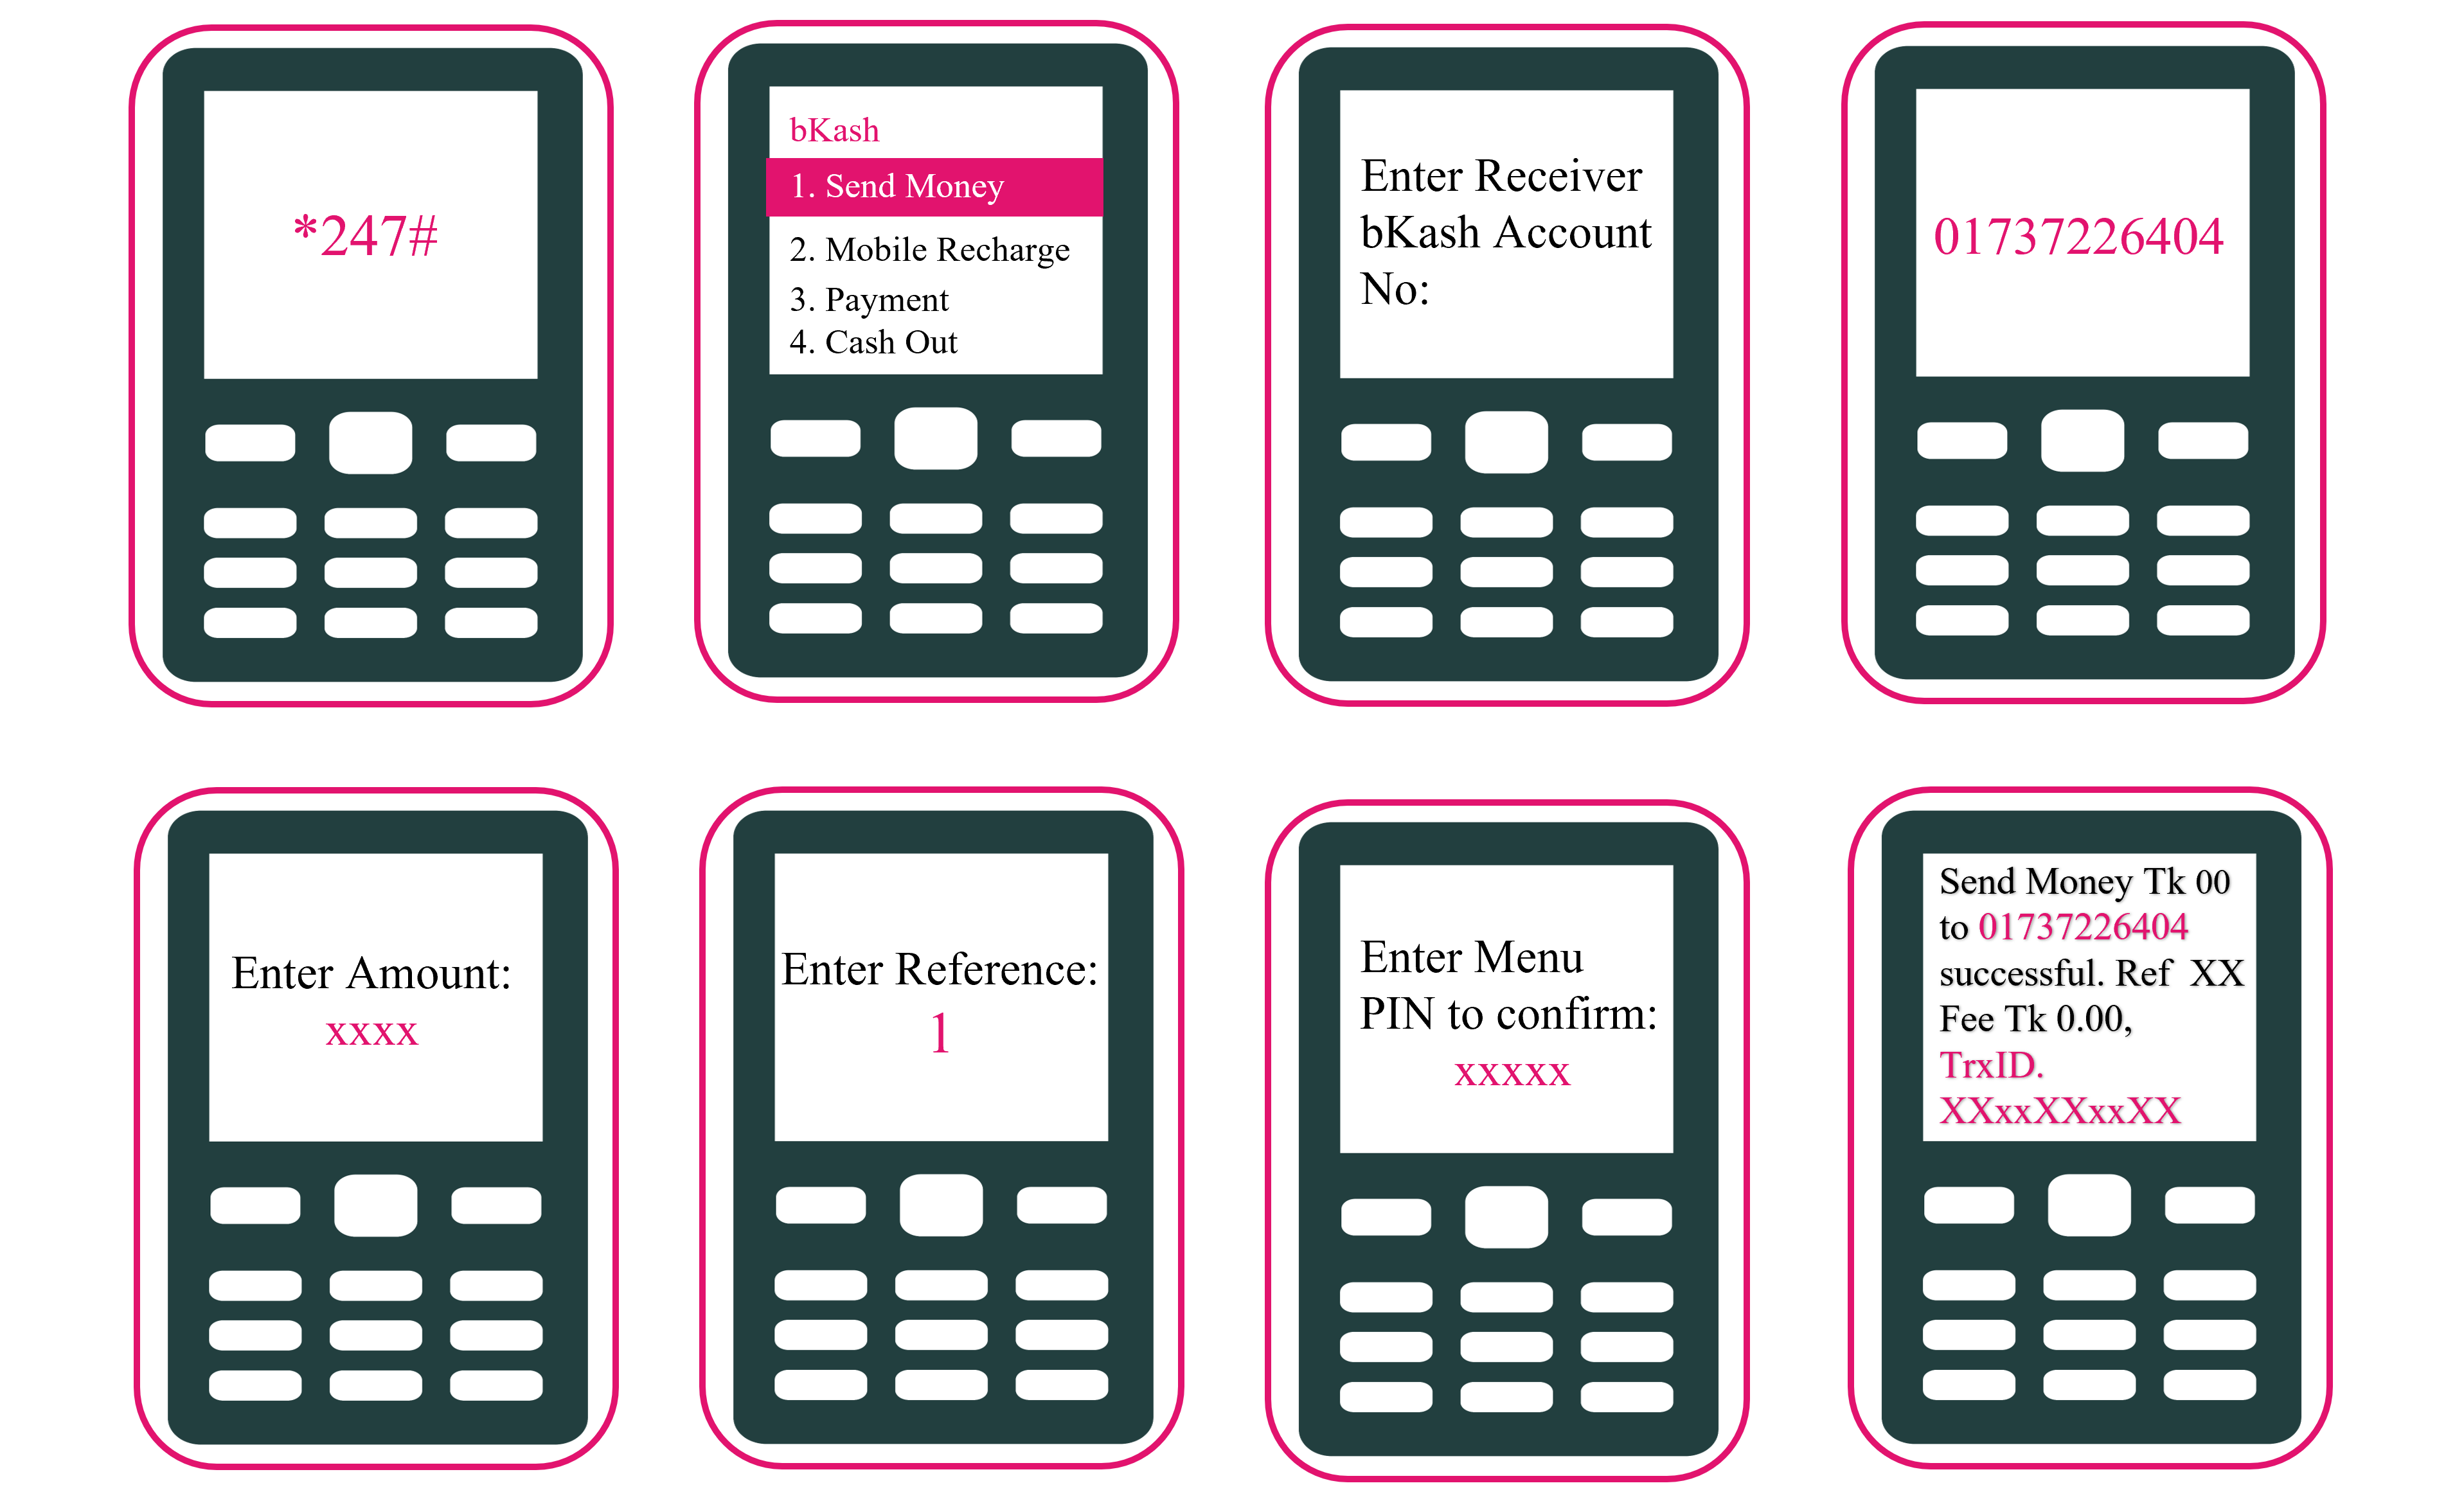 *247#
bKash
1. Send Money
2. Mobile Recharge
3. Payment
4. Cash Out
Enter Receiver
bKash Account
No:
01737226404
Enter Amount:
xxxx
Enter Reference:
1
Enter Menu
PIN to confirm:
xxxxx
Send Money Tk 00
to 01737226404
successful. Ref  XX
Fee Tk 0.00,
TrxID.
XXxxXXxxXX